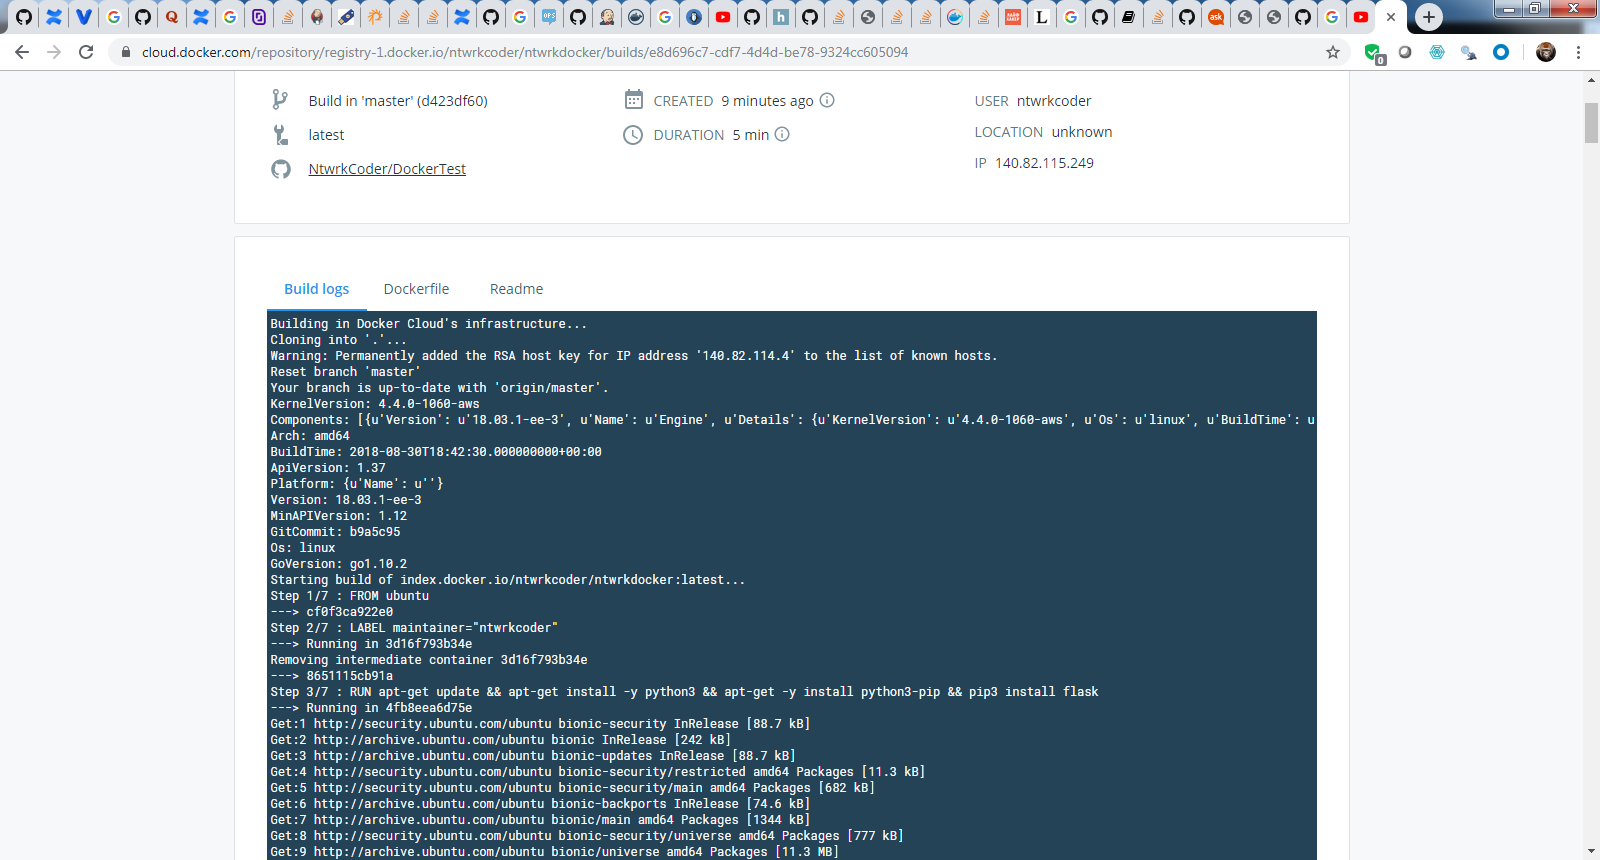 cloud.docker.com/repository/registry-1.docker.io/ntwrkcoder/ntwrkdocker/builds/e8d696c7-cdf7-4d4d-be78-9324cc605094
0
Build in 'master' (d423df60)
CREATED 9 minutes ago
USER ntwrkcoder
latest
DURATION 5 min
LOCATION unknown
NtwrkCoder/DockerTest
IP 140.82.115.249
Build logs Dockerfile Readme
Building in Docker Cloud's infrastructure...
Cloning into '.'...
Warning: Permanently added the RSA host key for IP address '140.82.114.4' to the list of known hosts.
Reset branch 'master'
Your branch is up-to-date with 'origin/master'.
KernelVersion: 4.4.0-1060-aws
Components: [{u'Version': u'18.03.1-ee-3', u'Name': u'Engine', u'Details': {u'KernelVersion': u'4.4.0-1060-aws', u'Os': u'linux', u'BuildTime': u
Arch: amd64
BuildTime: 2018-08-30T18:42:30.000000000+00:00
ApiVersion: 1.37
Platform: {u'Name': u''}
Version: 18.03.1-ee-3
MinAPIVersion: 1.12
GitCommit: b9a5c95
Os: linux
GoVersion: go1.10.2
Starting build of index.docker.io/ntwrkcoder/ntwrkdocker:latest...
Step 1/7 : FROM ubuntu
---> cf0f3ca922e0
Step 2/7 : LABEL maintainer="ntwrkcoder"
---> Running in 3d16f793b34e
Removing intermediate container 3d16f793b34e
---> 8651115cb91a
Step 3/7 : RUN apt-get update && apt-get install -y python3 && apt-get -y install python3-pip && pip3 install flask
---> Running in 4fb8eea6d75e
Get:1 http://security.ubuntu.com/ubuntu bionic-security InRelease [88.7 kB]
Get:2 http://archive.ubuntu.com/ubuntu bionic InRelease [242 kB]
Get:3 http://archive.ubuntu.com/ubuntu bionic-updates InRelease [88.7 kB]
Get:4 http://security.ubuntu.com/ubuntu bionic-security/restricted amd64 Packages [11.3 kB]
Get:5 http://security.ubuntu.com/ubuntu bionic-security/main amd64 Packages [682 kB]
Get:6 http://archive.ubuntu.com/ubuntu bionic-backports InRelease [74.6 kB]
Get:7 http://archive.ubuntu.com/ubuntu bionic/main amd64 Packages [1344 kB]
Get:8 http://security.ubuntu.com/ubuntu bionic-security/universe amd64 Packages [777 kB]
Get:9 http://archive.ubuntu.com/ubuntu bionic/universe amd64 Packages [11.3 MB]